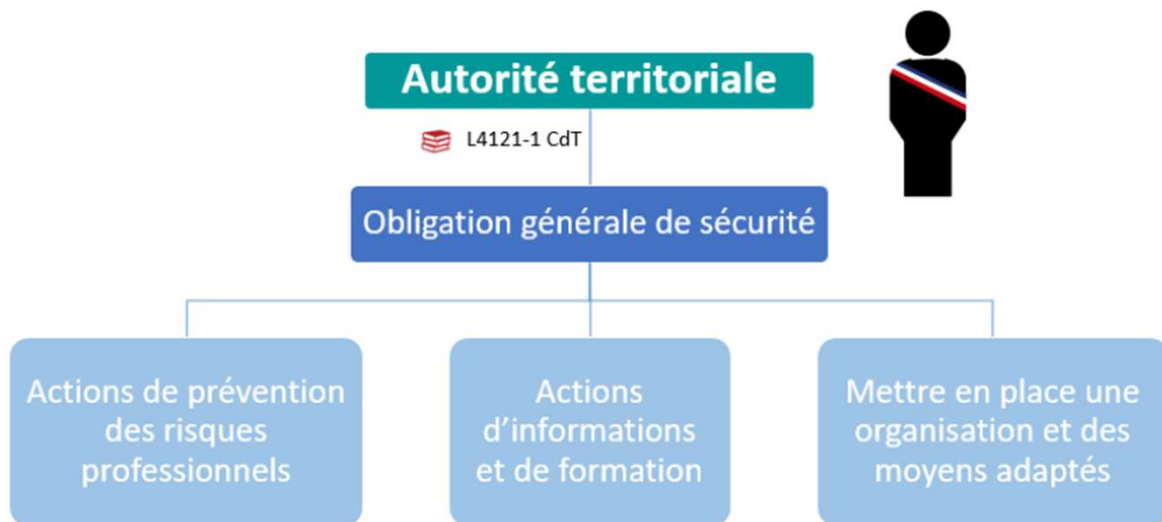 Autorité territoriale
L4121-1 CdT
Obligation générale de sécurité
Actions de prévention
des risques
professionnels
Actions
d’informations
et de formation
Mettre en place une
organisation et des
moyens adaptés